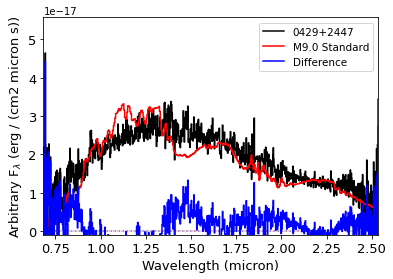 1e−17
0429+2447
M9.0 Standard
Difference
Arbitrary Fλ (erg / (cm2 micron s))
5
4
3
2
1
0
0.75 1.00 1.25 1.50 1.75 2.00 2.25 2.50
Wavelength (micron)